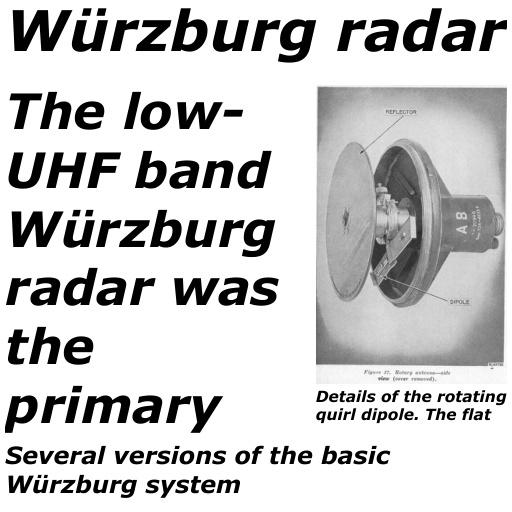 Würzburg radar
The low-
UHF band
Würzburg
radar was
the
primary
REFLECTOR
A B
DIPOLE
Figure 17. Rotary antenna—side
view (cover removed).
Details of the rotating
quirl dipole. The flat
Several versions of the basic
Würzburg system